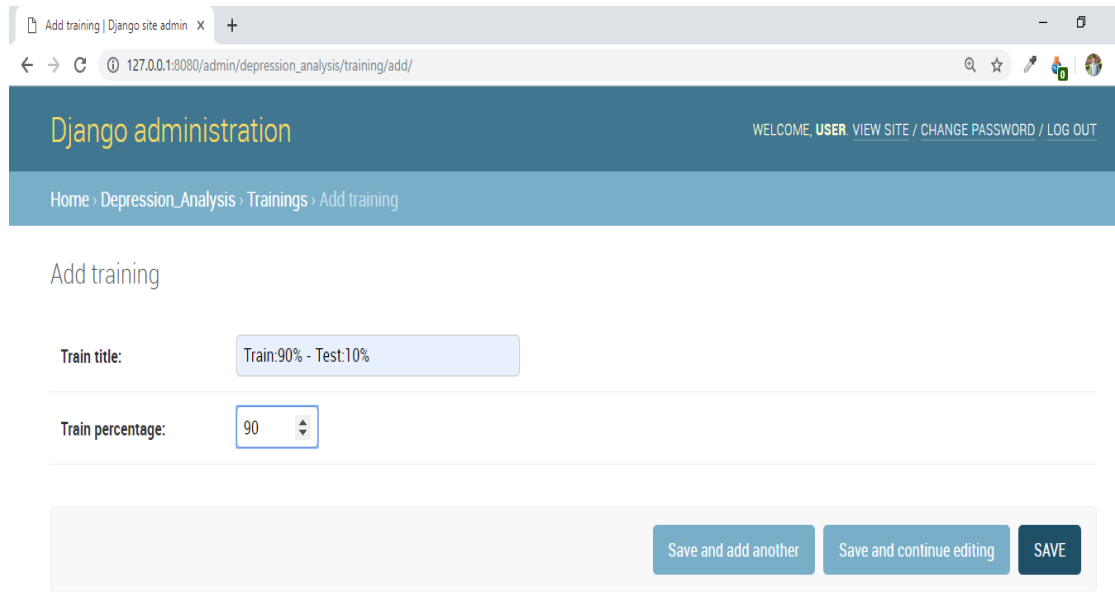 Add training | Django site admin
127.0.0.1:8080/admin/depression_analysis/training/add/
0
Django administration
WELCOME, USER. VIEW SITE / CHANGE PASSWORD / LOG OUT
Home › Depression_Analysis › Trainings › Add training
Add training
Train title: Train:90% - Test:10%
Train percentage: 90
Save and add another Save and continue editing SAVE